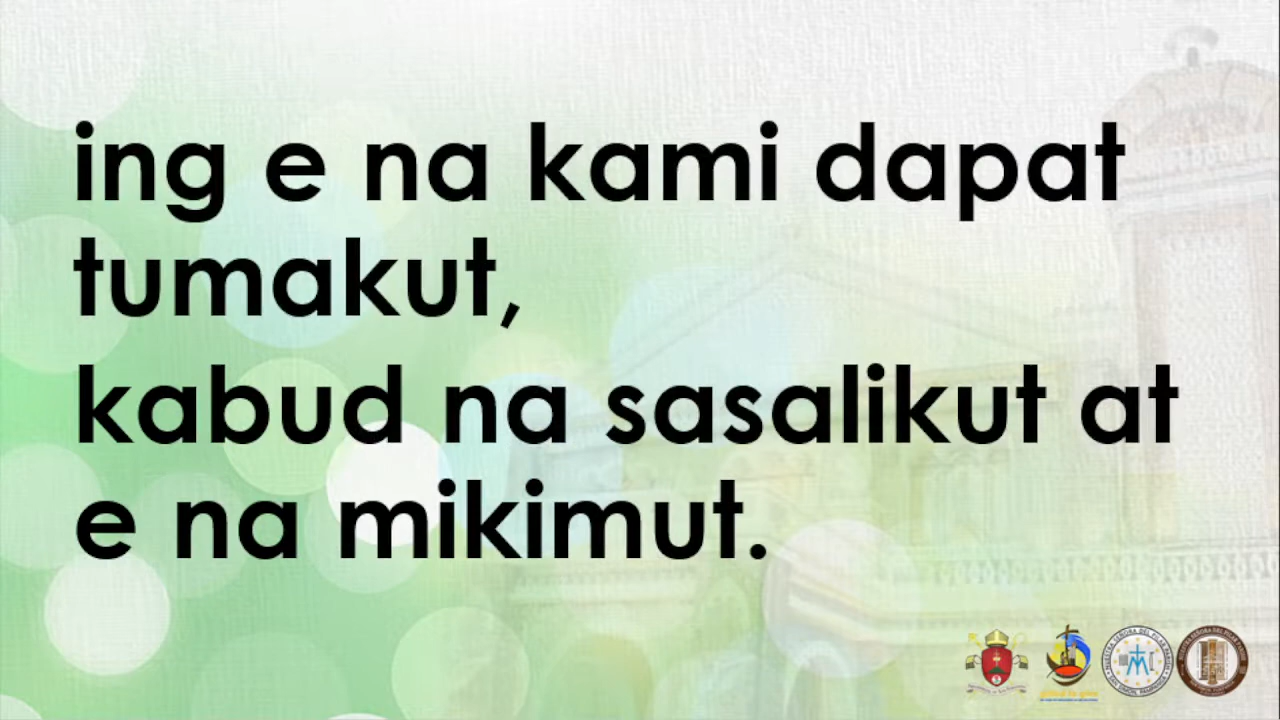 ing e na kami dapat
tumakut,
kabud na sasalikut at
e na mikimut.